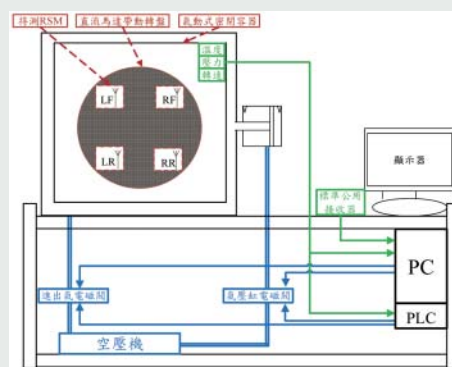 待測RSM
直流馬達帶動轉盤
氣動式密閉容器
溫度
壓力
轉速
LF
RF
LR
RR
顯示器
標準公用
接收器
PC
PLC
進出氣電磁閥
氣壓缸電磁閥
空壓機